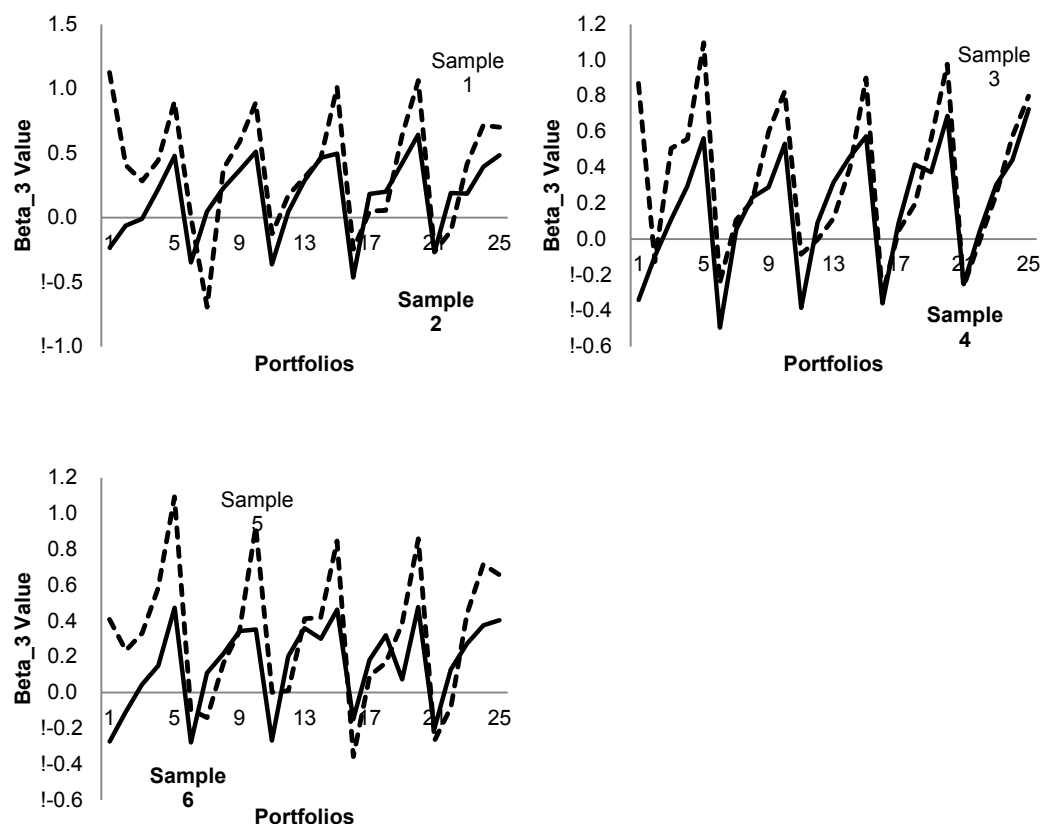 1.5
1.0
0.5
0.0
!-0.5
!-1.0
Beta_3 Value
1 5 9 13 17 21 25
Sample
1
Sample
2
Portfolios
1.2
1.0
0.8
0.6
0.4
0.2
0.0
!-0.2
!-0.4
!-0.6
Beta_3 Value
1 5 9 13 17 21 25
Sample
3
Sample
4
Portfolios
1.2
1.0
0.8
0.6
0.4
0.2
0.0
!-0.2
!-0.4
!-0.6
Beta_3 Value
1 5 9 13 17 21 25
Sample
5
Sample
6
Portfolios